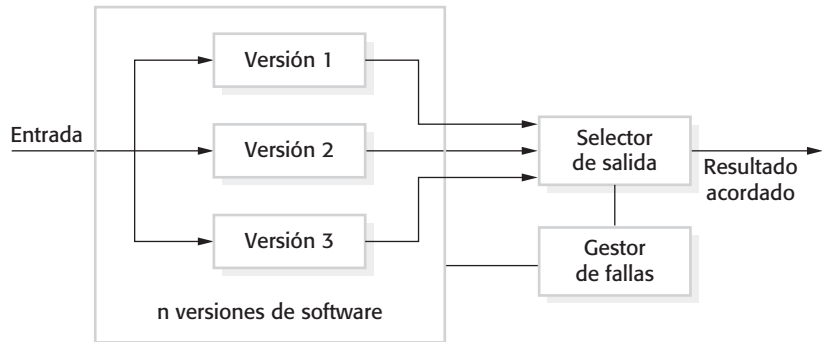 Entrada
Versión 1
Versión 2
Versión 3
n versiones de software
Selector
de salida
Resultado
acordado
Gestor
de fallas